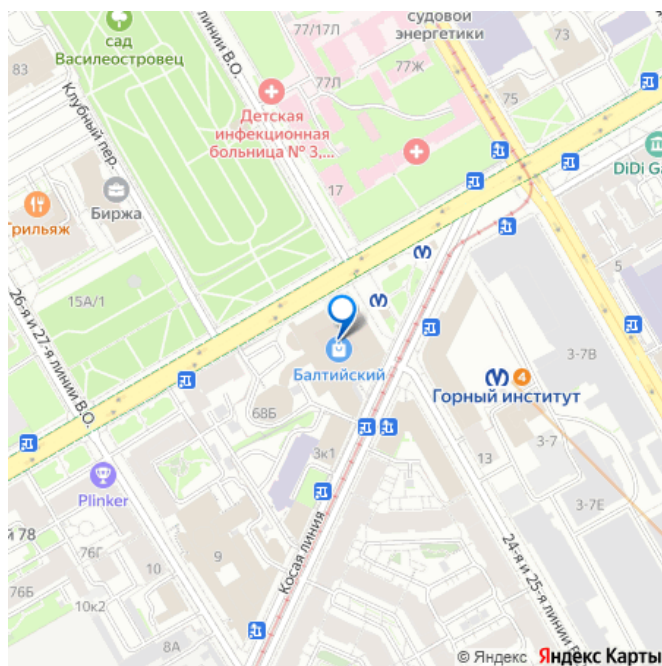 77/17Л
судовой
энергетики
73
сад
Василеостровец
линии В.О.
77Л
77Ж
83
75
Клубный пер.
Детская
инфекционная
больница № 3,...
DiDi Ga
17
Биржа
Грильяж
5
15А/1
26-я и 27-я линии В.О.
Балтийский
3-7В
4
Горный институт
68Б
3к1
13
3-7
Plinker
3-7Е
й 78
76Г
9
Косая линия
24-я и 25-я линии В.О.
76Б
10
10к2
8А
© Яндекс Яндекс Карты